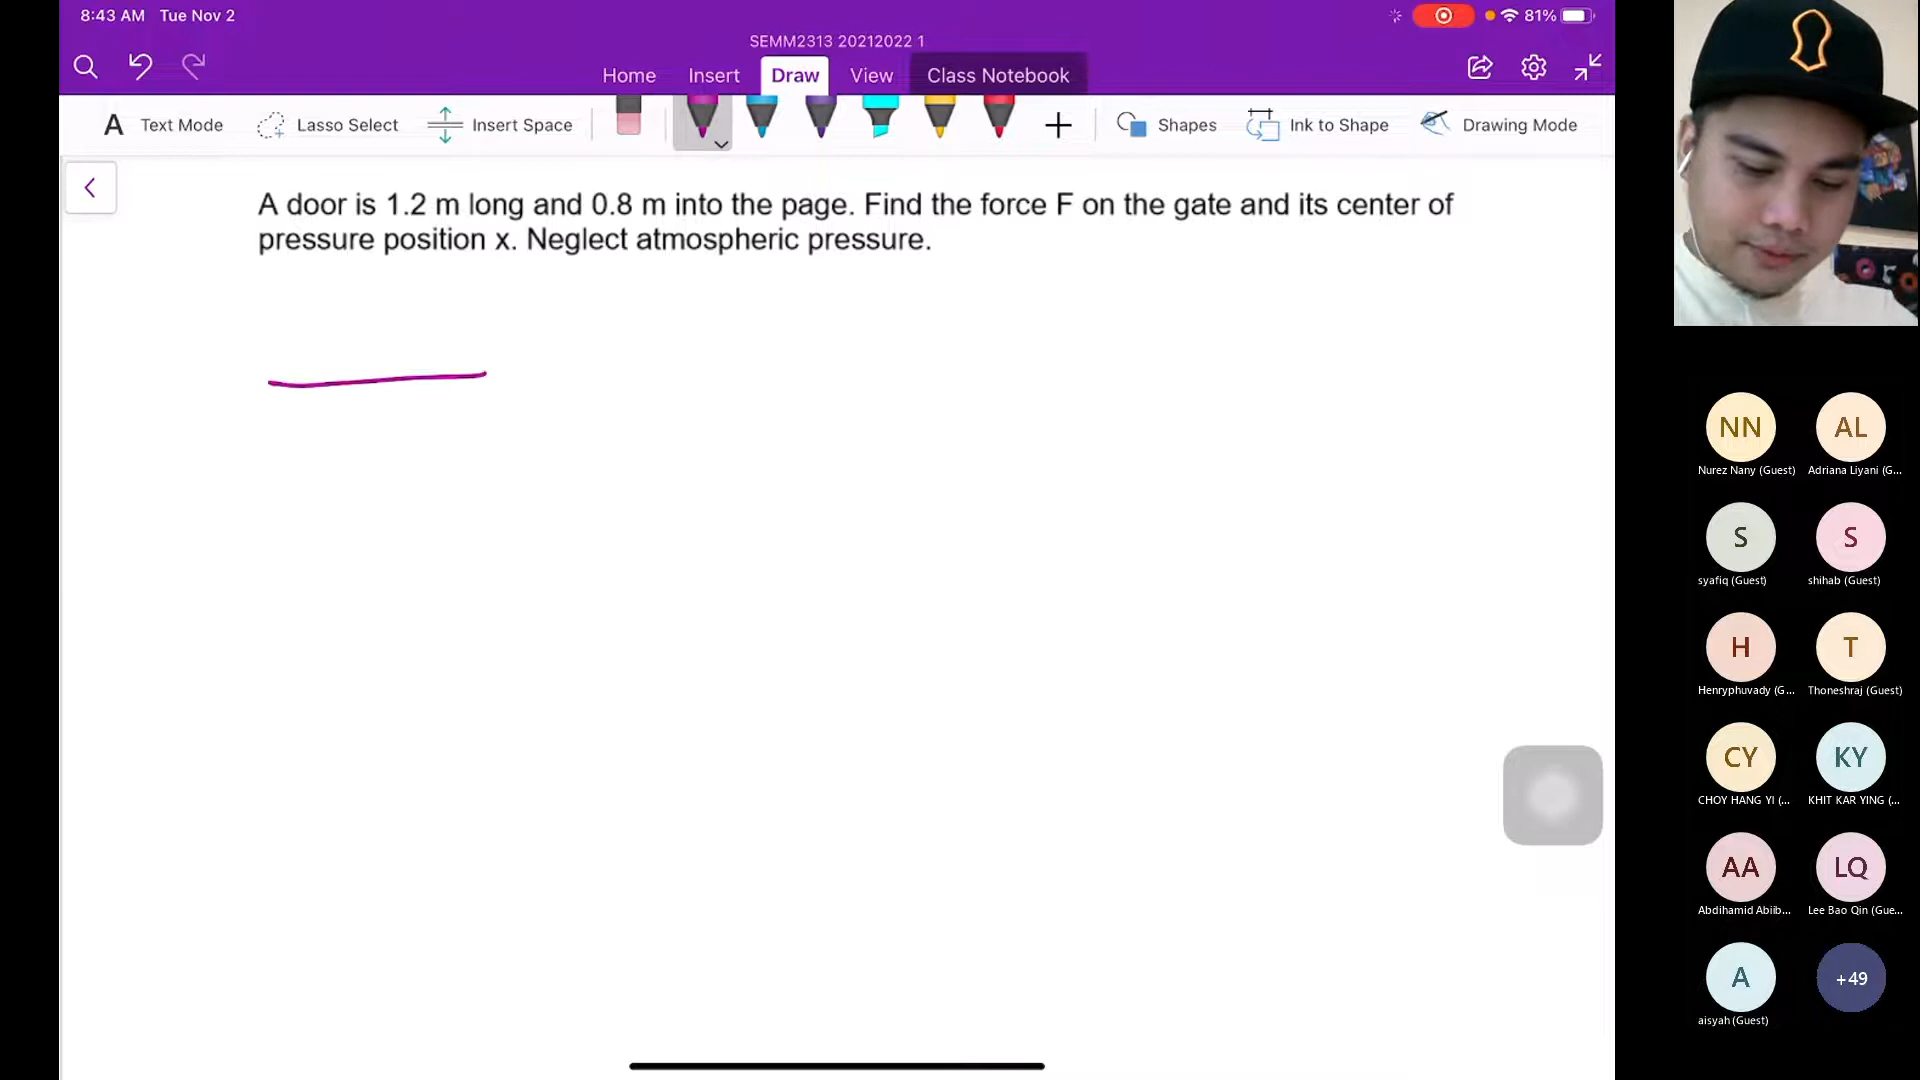 8:43 AM Tue Nov 2
81%
SEMM2313 20212022 1
Home Insert Draw View Class Notebook
A Text Mode Lasso Select Insert Space Shapes Ink to Shape Drawing Mode
A door is 1.2 m long and 0.8 m into the page. Find the force F on the gate and its center of
pressure position x. Neglect atmospheric pressure.
NN AL
Nurez Nany (Guest) Adriana Liyani (G...
S S
syafiq (Guest) shihab (Guest)
H T
Henryphuvady (G... Thoneshraj (Guest)
CY KY
CHOY HANG YI (... KHIT KAR YING (...
AA LQ
Abdihamid Abiib... Lee Bao Qin (Gue...
A +49
aisyah (Guest)